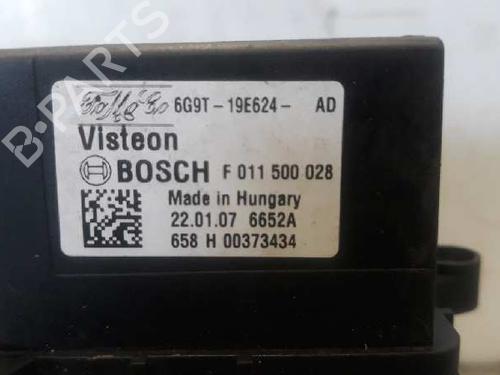 B-PARTS
6G9T-19E624- AD
Visteon
BOSCH F 011 500 028
Made in Hungary
22.01.07 6652A
658 H 00373434